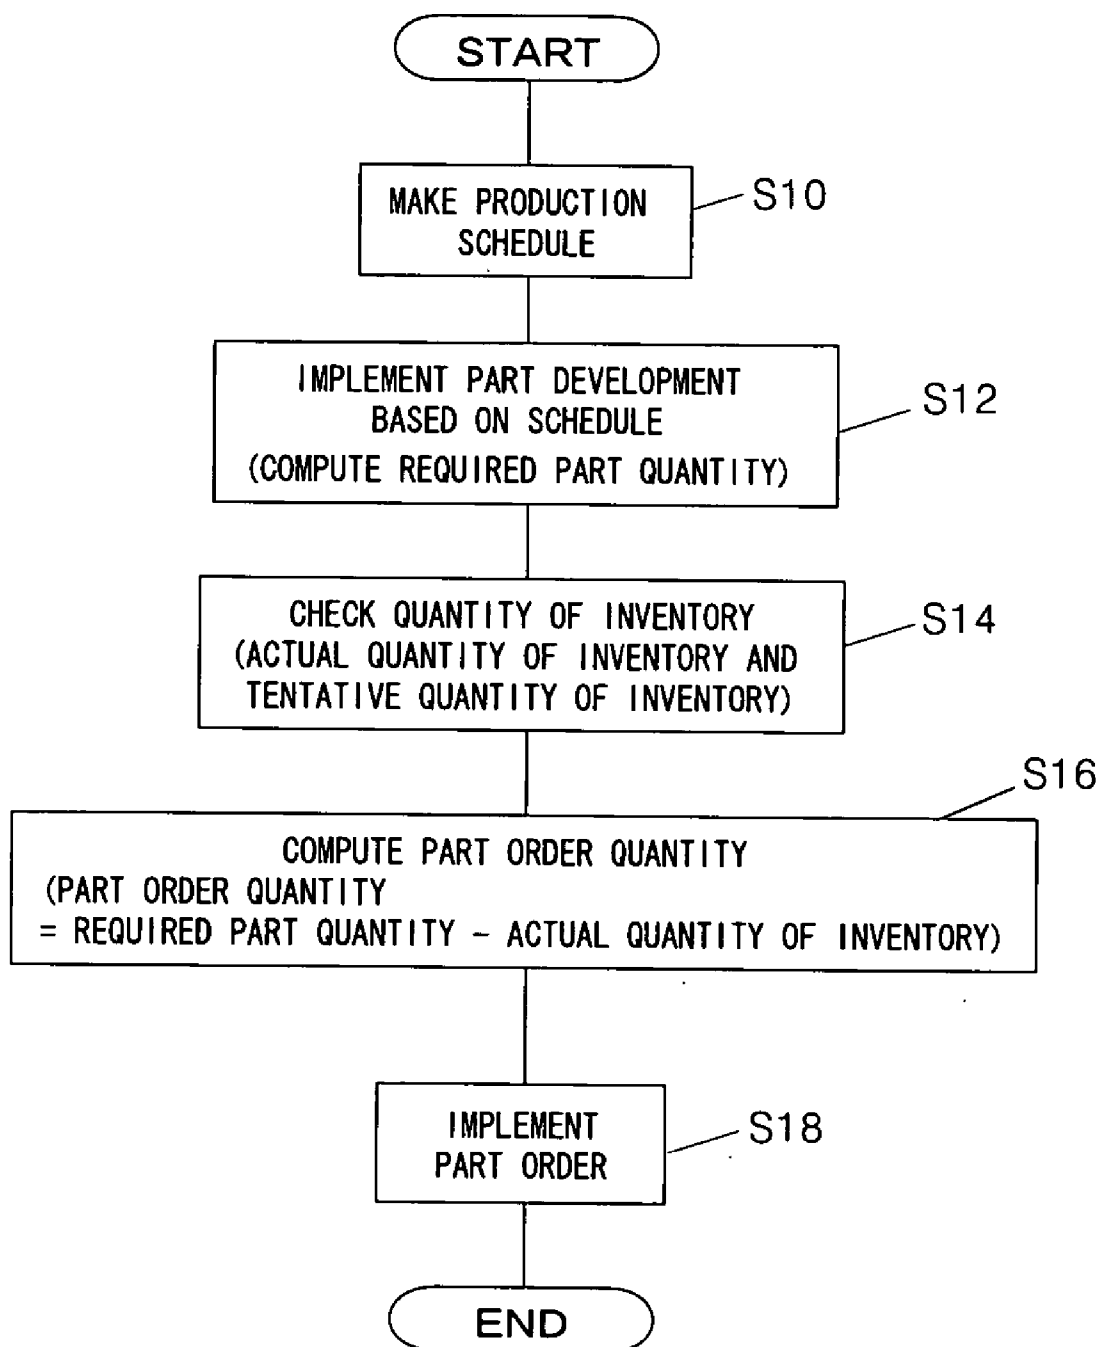 START
MAKE PRODUCTION
SCHEDULE
S10
IMPLEMENT PART DEVELOPMENT
BASED ON SCHEDULE
(COMPUTE REQUIRED PART QUANTITY)
S12
CHECK QUANTITY OF INVENTORY
(ACTUAL QUANTITY OF INVENTORY AND
TENTATIVE QUANTITY OF INVENTORY)
S14
S16
COMPUTE PART ORDER QUANTITY
(PART ORDER QUANTITY
= REQUIRED PART QUANTITY - ACTUAL QUANTITY OF INVENTORY)
IMPLEMENT
PART ORDER
S18
END